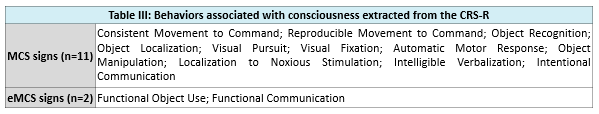 Table III: Behaviors associated with consciousness extracted from the CRS-R
MCS signs (n=11)
Consistent Movement to Command; Reproducible Movement to Command; Object Recognition;
Object Localization; Visual Pursuit; Visual Fixation; Automatic Motor Response; Object
Manipulation; Localization to Noxious Stimulation; Intelligible Verbalization; Intentional
Communication
eMCS signs (n=2)
Functional Object Use; Functional Communication